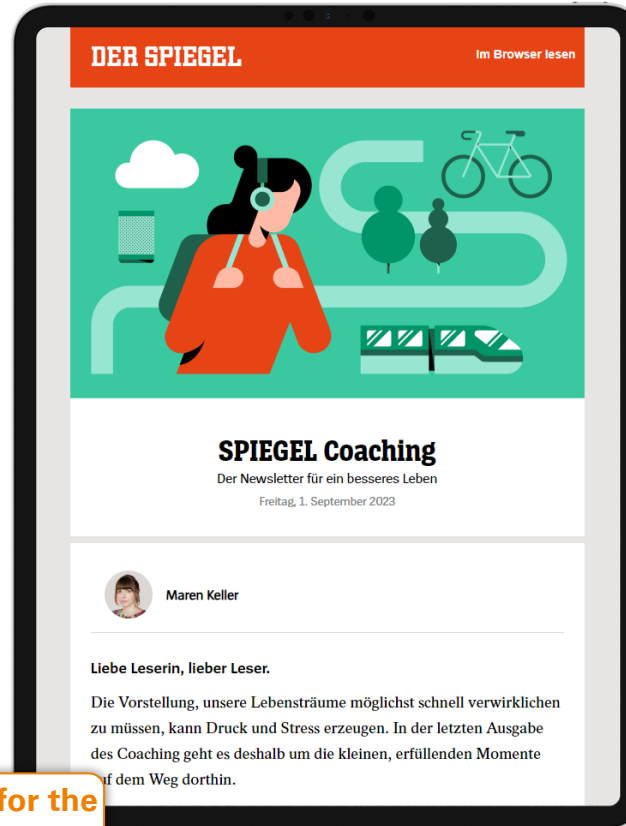 DER SPIEGEL
Im Browser lesen
SPIEGEL Coaching
Der Newsletter für ein besseres Leben
Freitag, 1. September 2023
Maren Keller
Liebe Leserin, lieber Leser.
Die Vorstellung, unsere Lebensträume möglichst schnell verwirklichen
zu müssen, kann Druck und Stress erzeugen. In der letzten Ausgabe
des Coaching geht es deshalb um die kleinen, erfüllenden Momente
dem Weg dorthin.
for the